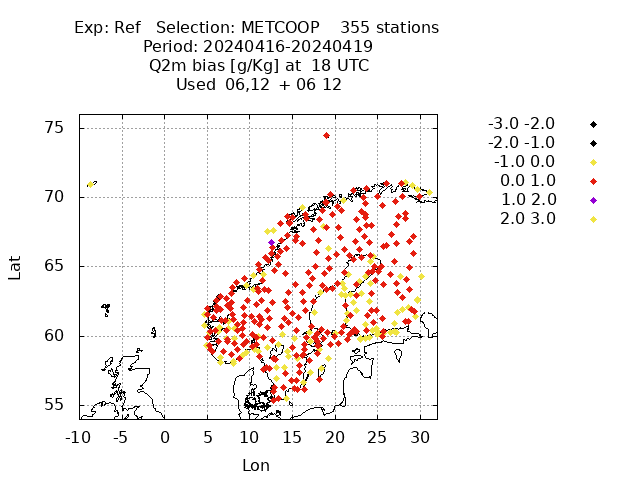 Exp: Ref   Selection: METCOOP    355 stations
Period: 20240416-20240419
Q2m bias [g/Kg] at  18 UTC
Used  06,12  + 06 12
-3.0 -2.0
-2.0 -1.0
-1.0 0.0
0.0 1.0
1.0 2.0
2.0 3.0
75
70
65
60
55
Lat
-10 -5 0 5 10 15 20 25 30
Lon